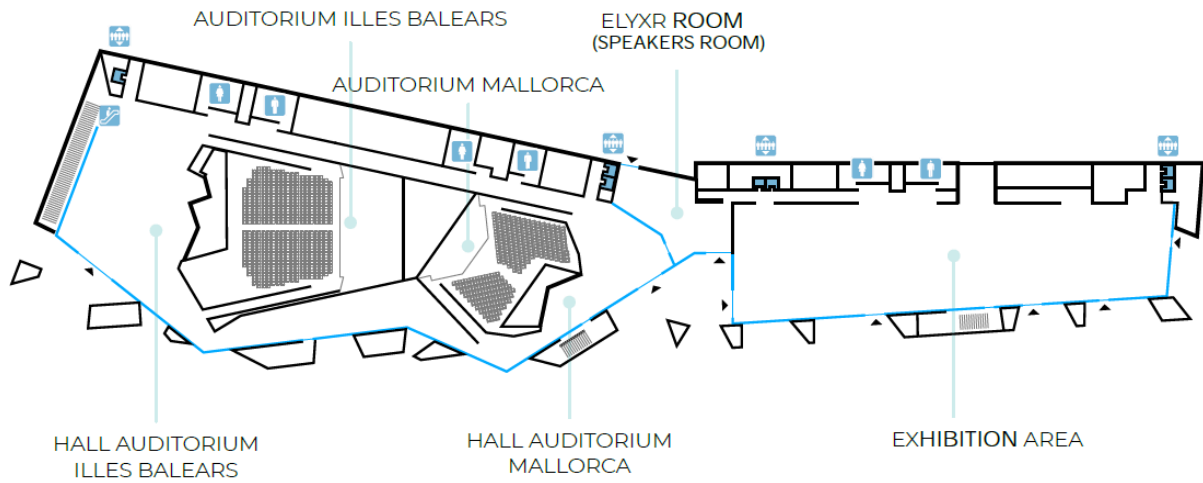 AUDITORIUM ILLES BALEARS
ELYXR ROOM
(SPEAKERS ROOM)
AUDITORIUM MALLORCA
HALL AUDITORIUM
ILLES BALEARS
HALL AUDITORIUM
MALLORCA
EXHIBITION AREA